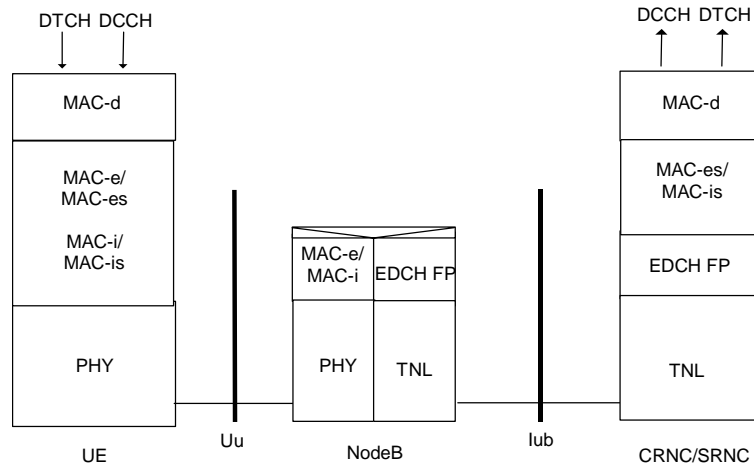 DTCH DCCH
DCCH DTCH
MAC-d
MAC-d
MAC-e/
MAC-es
MAC-i/
MAC-is
MAC-es/
MAC-is
MAC-e/
MAC-i
EDCH FP
EDCH FP
PHY
PHY
TNL
TNL
UE
Uu
NodeB
Iub
CRNC/SRNC